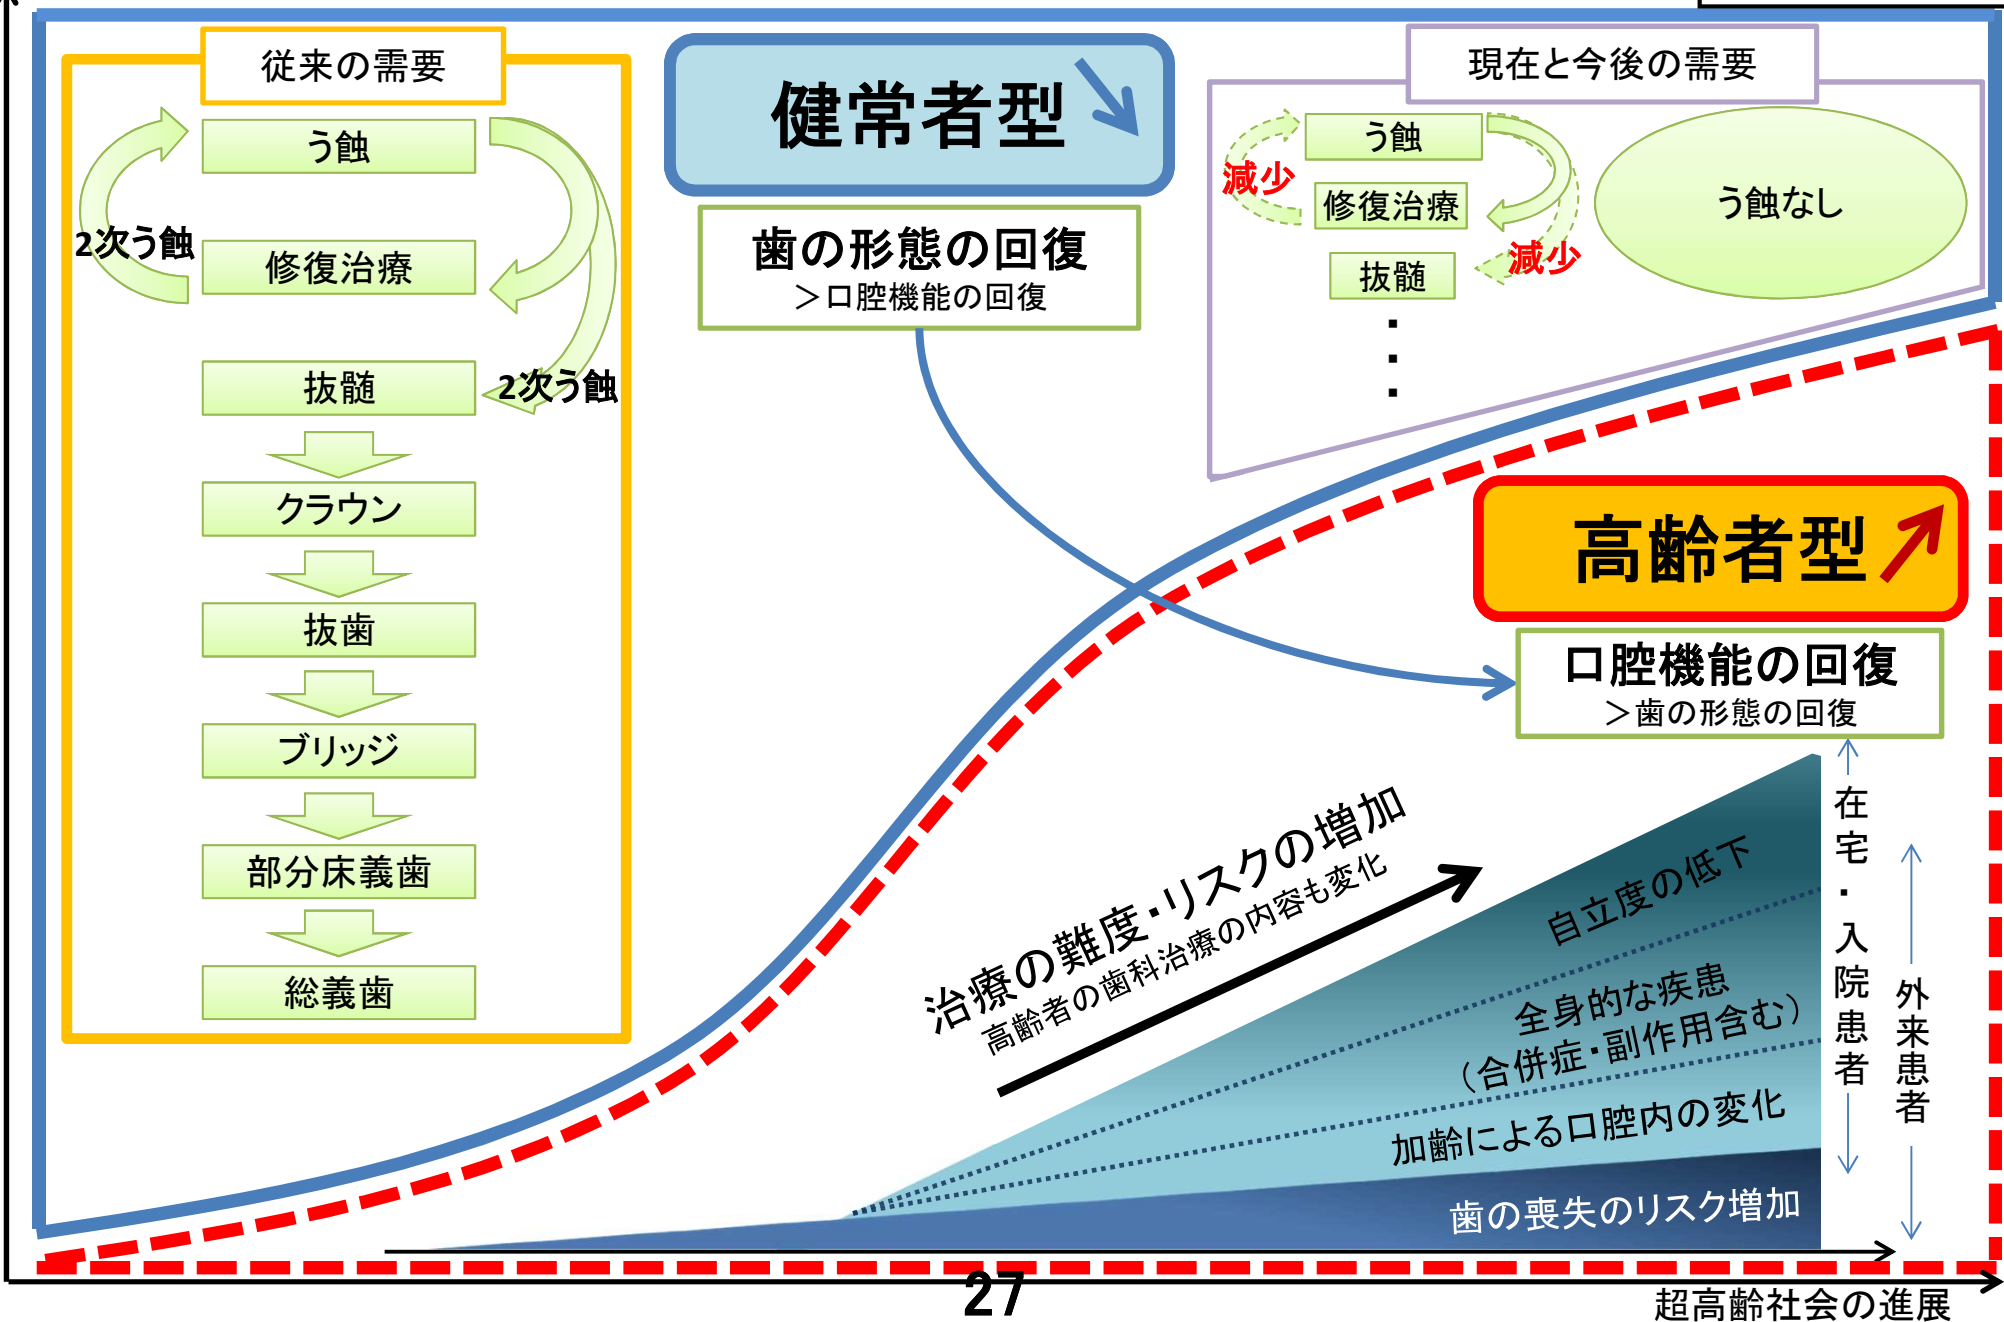 従来の需要
う蝕
2次う蝕
修復治療
抜髄
2次う蝕
クラウン
抜歯
ブリッジ
部分床義歯
総義歯
健常者型
歯の形態の回復
＞口腔機能の回復
現在と今後の需要
う蝕
減少
修復治療
減少
抜髄
・
・
・
う蝕なし
高齢者型
口腔機能の回復
＞歯の形態の回復
治療の難度・リスクの増加
高齢者の歯科治療の内容も変化
自立度の低下
全身的な疾患
（合併症・副作用含む）
加齢による口腔内の変化
歯の喪失のリスク増加
在宅・入院患者
外来患者
27
超高齢社会の進展